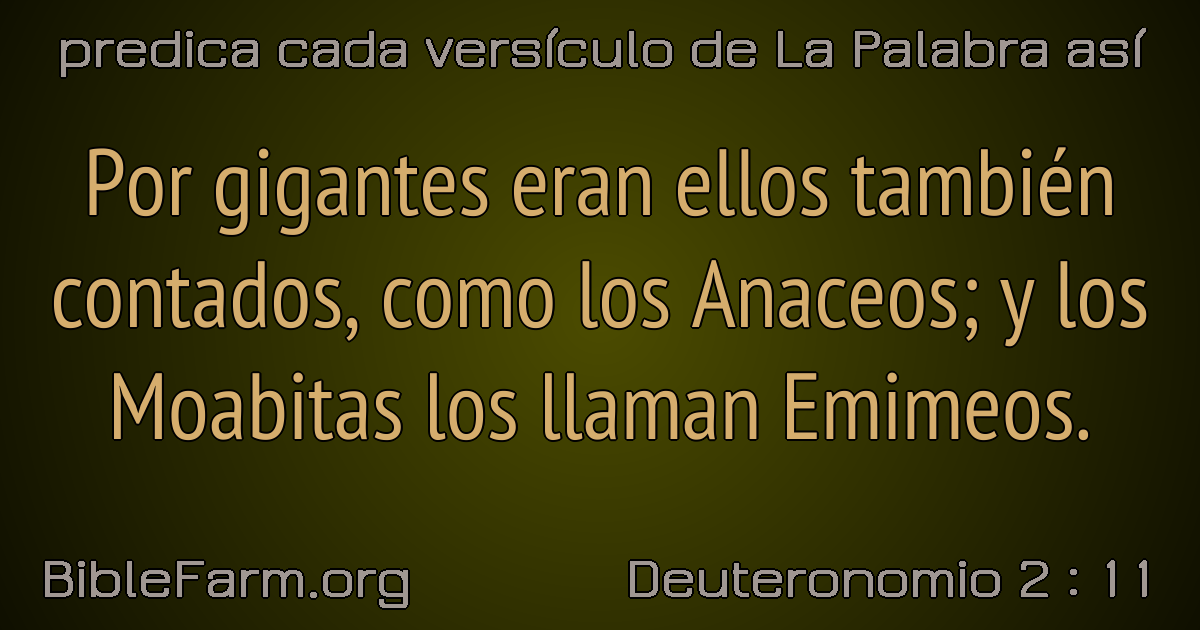 predica cada versículo de La Palabra así
Por gigantes eran ellos también
contados, como los Anaceos; y los
Moabitas los llaman Emimeos.
BibleFarm.org
Deuteronomio 2 : 11